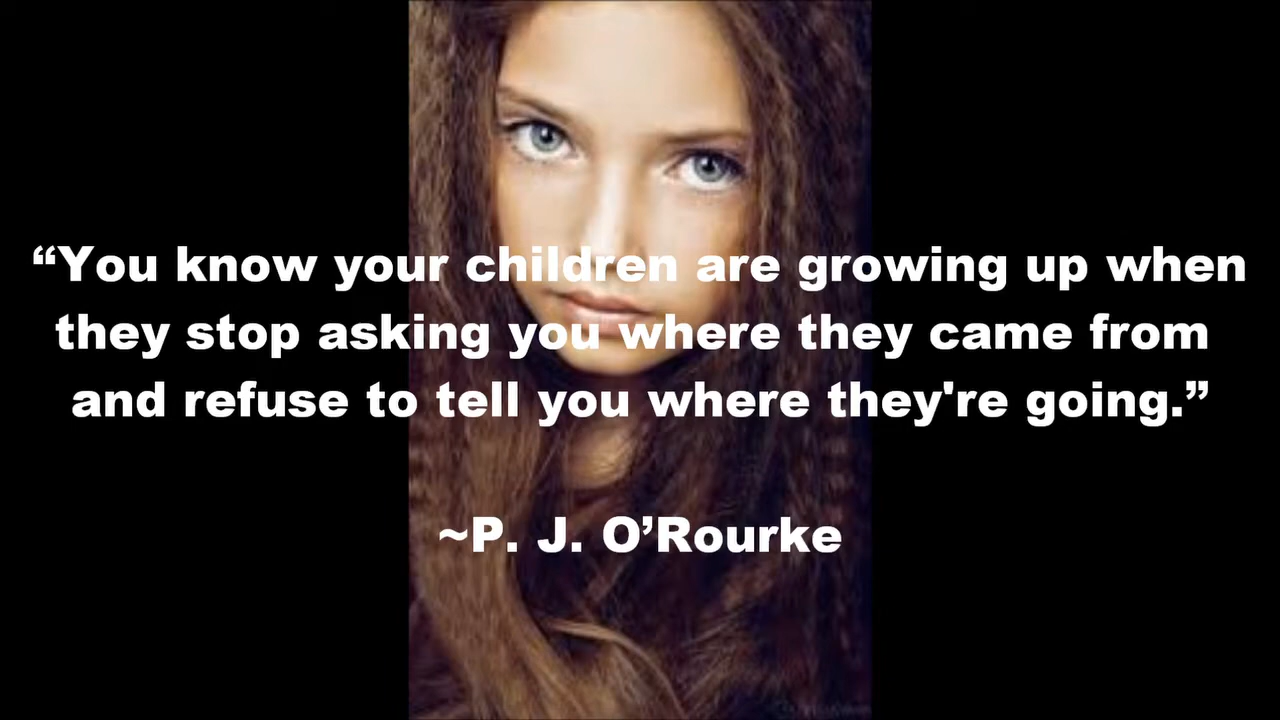 “You know your children are growing up when
they stop asking you where they came from
and refuse to tell you where they're going.”
~P. J. O’Rourke